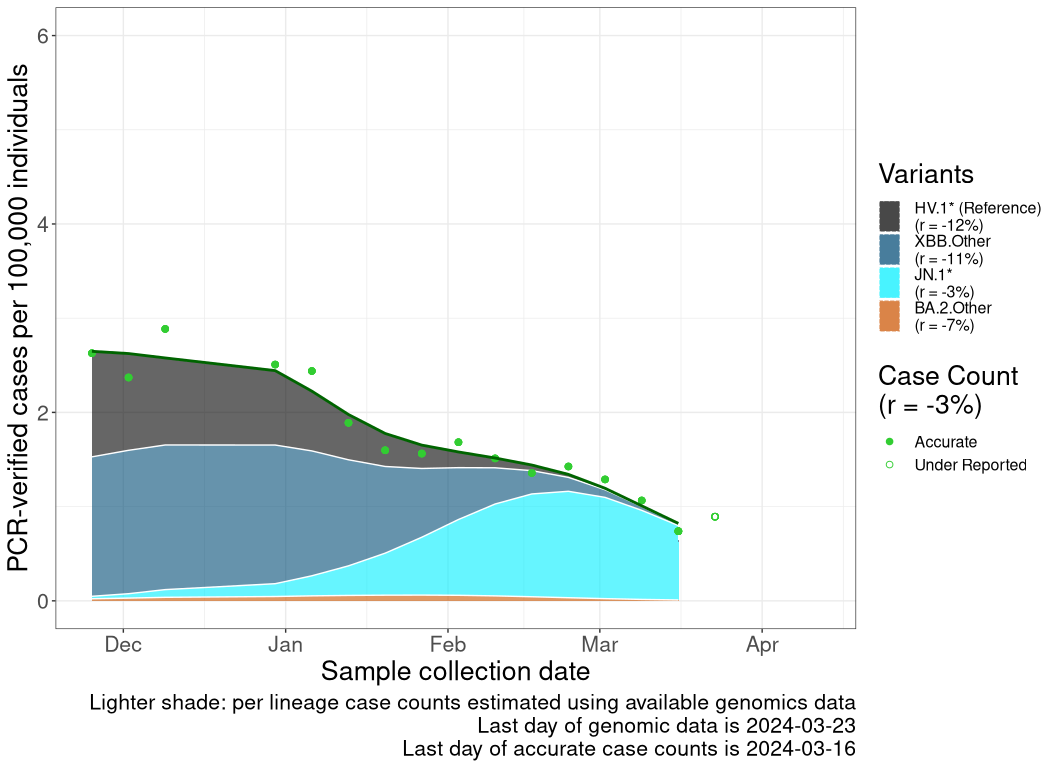 PCR-verified cases per 100,000 individuals
6
4
2
0
Dec
Jan
Feb
Mar
Apr
Sample collection date
Variants
HV.1* (Reference)
(r = -12%)
XBB.Other
(r = -11%)
JN.1*
(r = -3%)
BA.2.Other
(r = -7%)
Case Count
(r = -3%)
Accurate
Under Reported
Lighter shade: per lineage case counts estimated using available genomics data
Last day of genomic data is 2024-03-23
Last day of accurate case counts is 2024-03-16